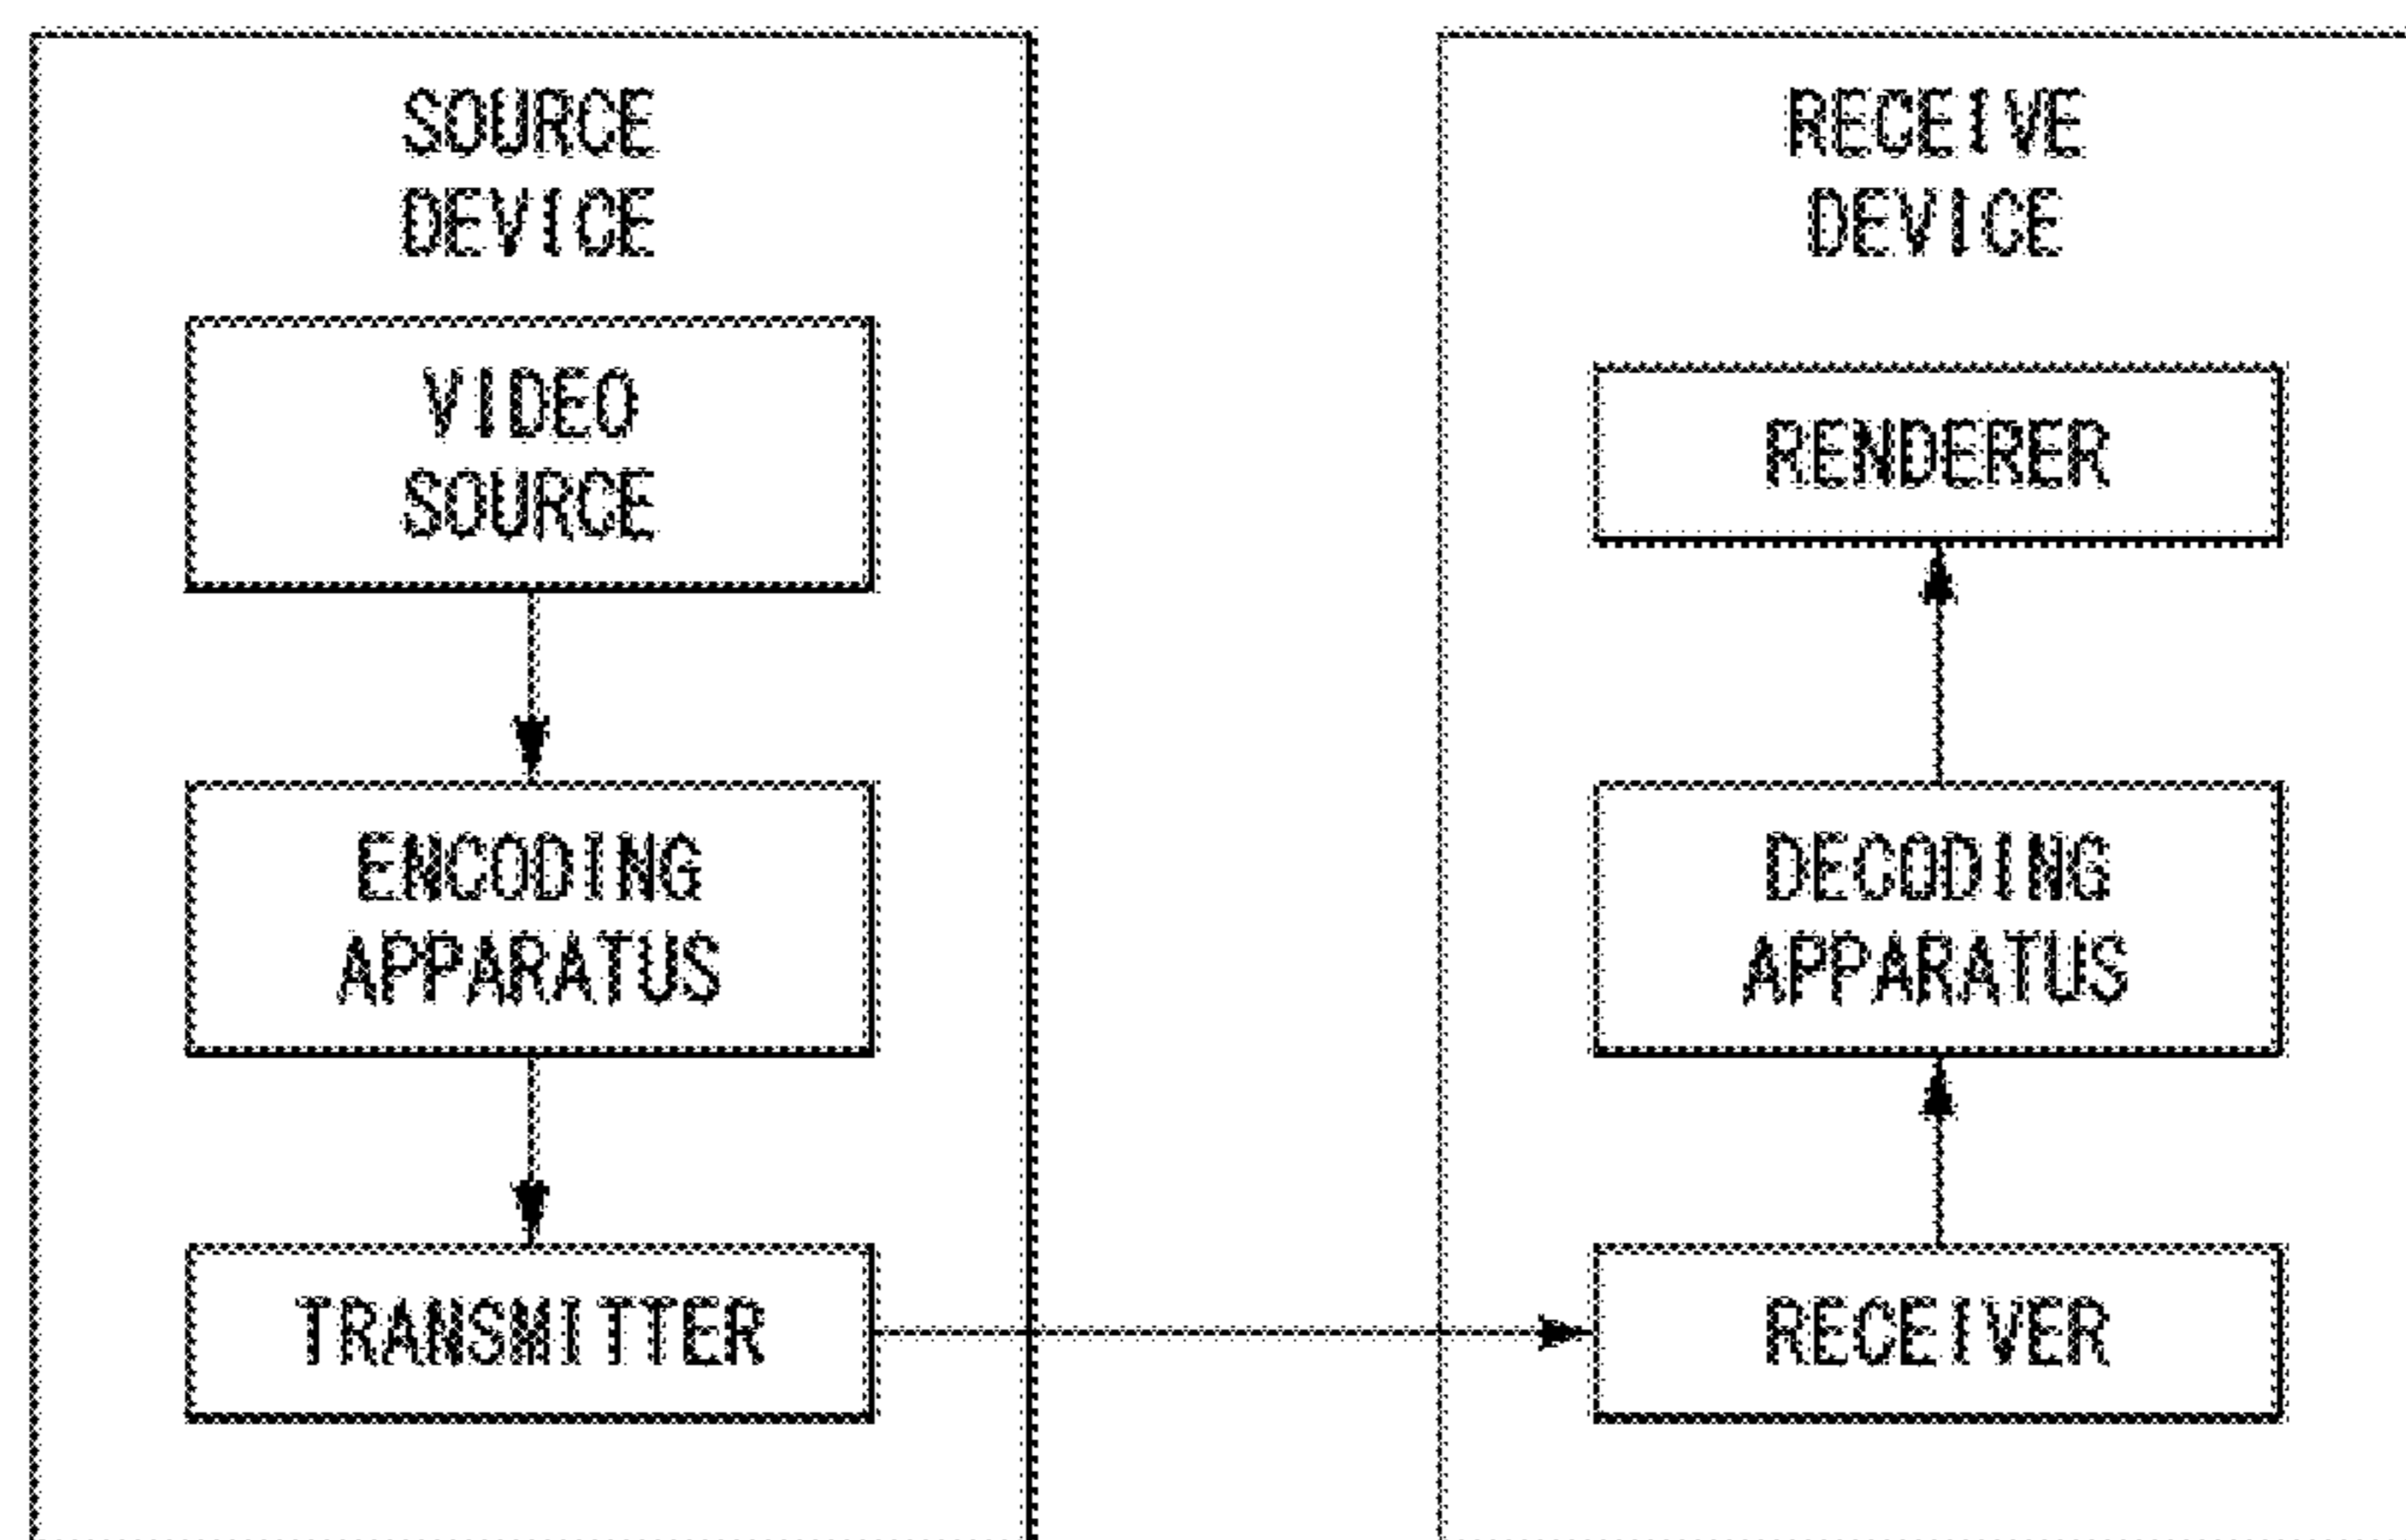 SOURCE
DEVICE
VIDEO
SOURCE
ENCODING
APPARATUS
TRANSMITTER
RECEIVE
DEVICE
RENDERER
DECODING
APPARATUS
RECEIVER